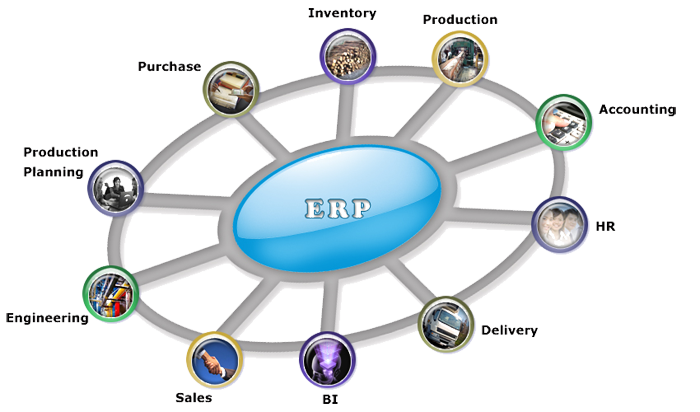 Inventory
Production
Purchase
Accounting
Production
Planning
ERP
HR
Engineering
Delivery
Sales
BI